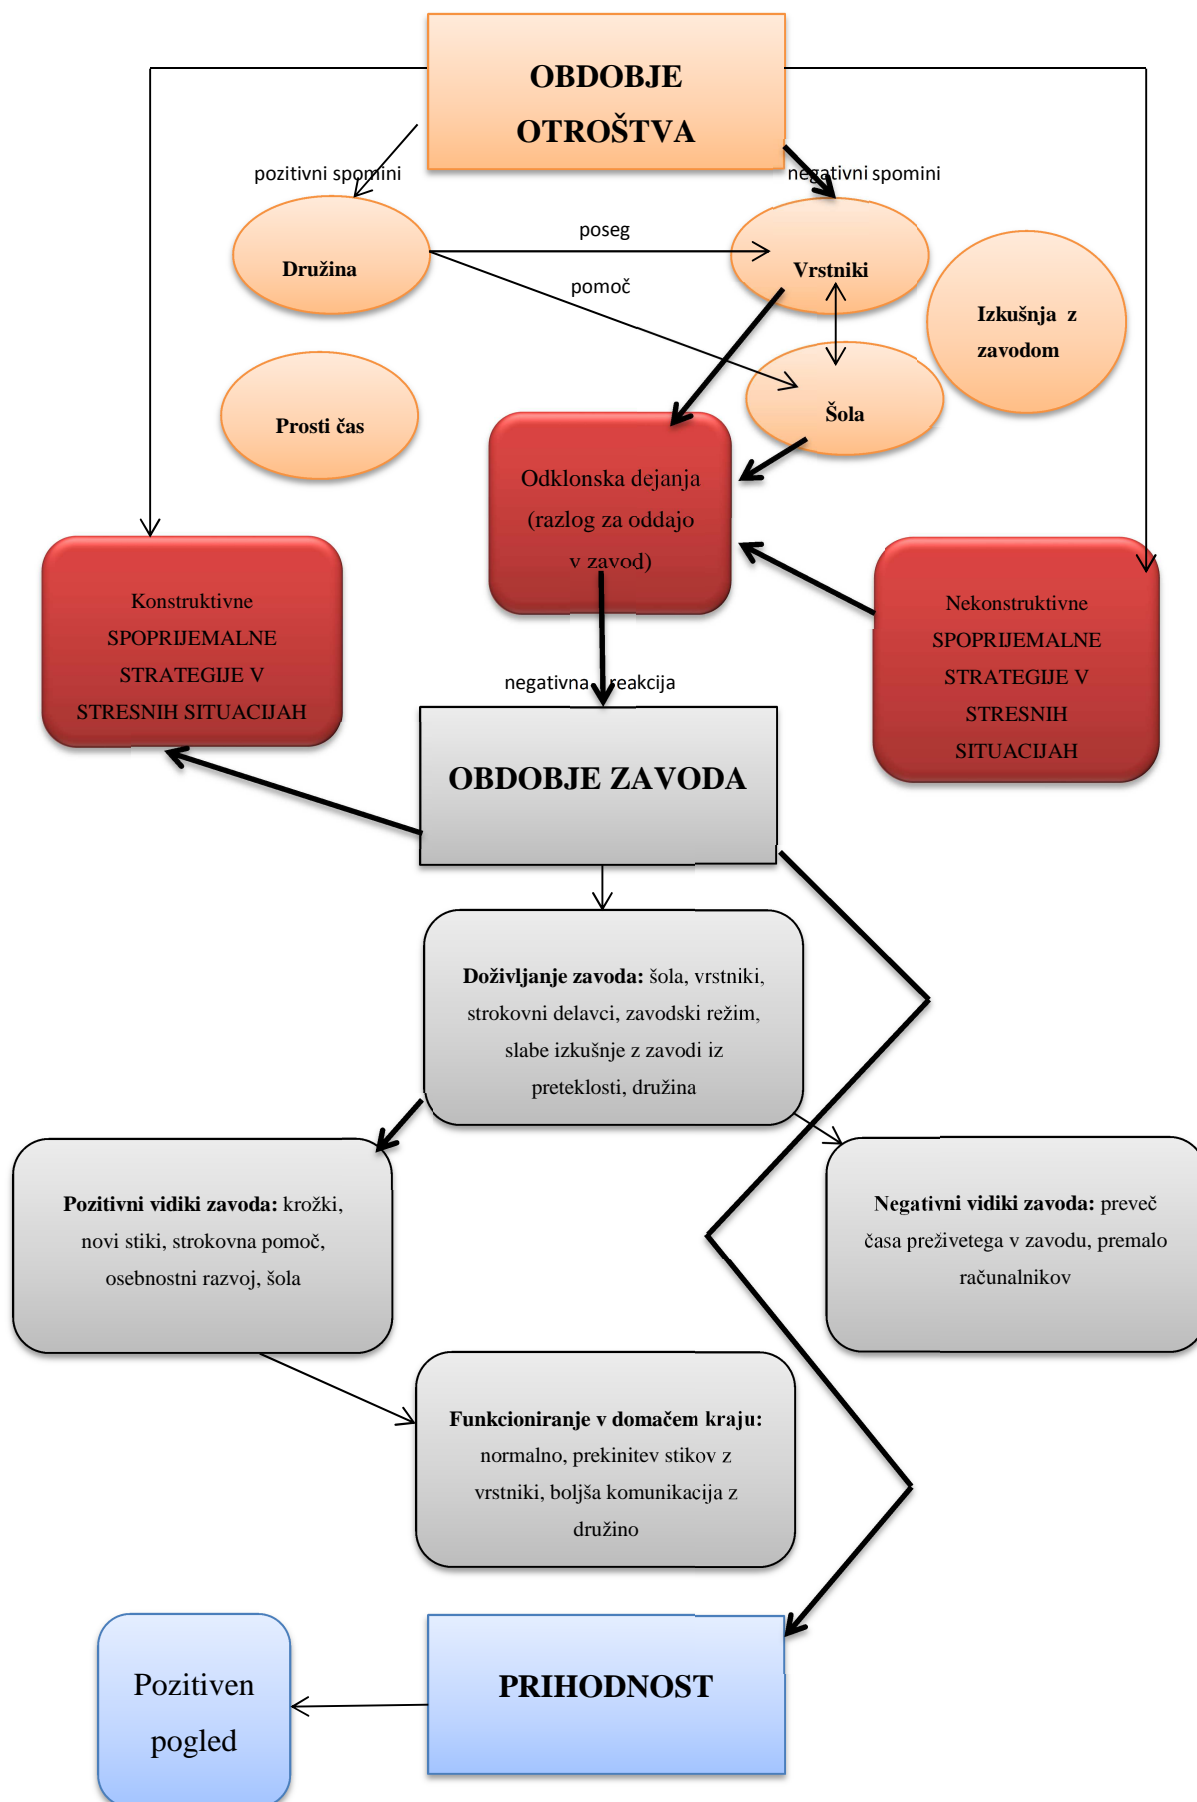 OBDOBJE
OTROŠTVA
pozitivni spomini
negativni spomini
poseg
Družina
Vrstniki
pomoč
Izkušnja z
zavodom
Prosti čas
Šola
Odklonska dejanja
(razlog za oddajo
v zavod)
Konstruktivne
SPOPRIJEMALNE
STRATEGIJE V
STRESNIH SITUACIJAH
Nekonstruktivne
SPOPRIJEMALNE
STRATEGIJE V
STRESNIH
SITUACIJAH
negativna reakcija
OBDOBJE ZAVODA
Doživljanje zavoda: šola, vrstniki,
strokovni delavci, zavodski režim,
slabe izkušnje z zavodi iz
preteklosti, družina
Pozitivni vidiki zavoda: krožki,
novi stiki, strokovna pomoč,
osebnostni razvoj, šola
Negativni vidiki zavoda: preveč
časa preživetega v zavodu, premalo
računalnikov
Funkcioniranje v domačem kraju:
normalno, prekinitev stikov z
vrstniki, boljša komunikacija z
družino
PRIHODNOST
Pozitiven
pogled